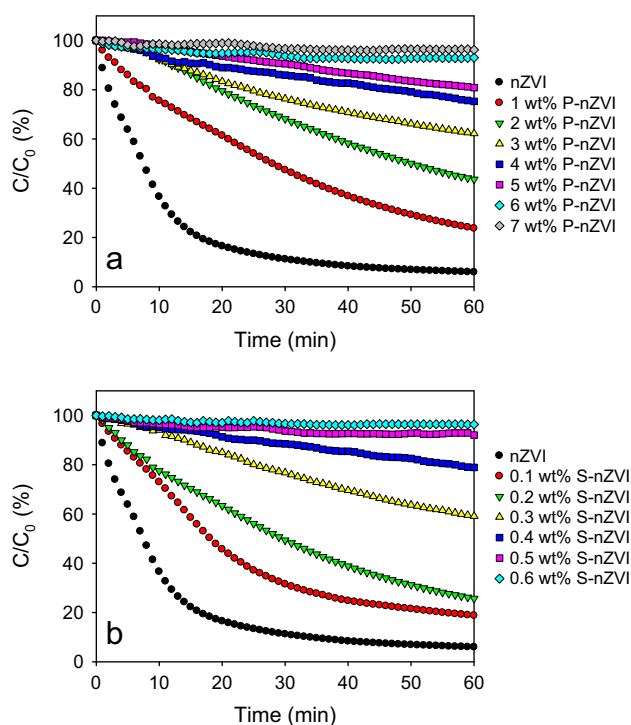 100
80
60
40
20
0
C/C0 (%)
a
0 10 20 30 40 50 60
Time (min)
nZVI
1 wt% P-nZVI
2 wt% P-nZVI
3 wt% P-nZVI
4 wt% P-nZVI
5 wt% P-nZVI
6 wt% P-nZVI
7 wt% P-nZVI
100
80
60
40
20
0
C/C0 (%)
b
0 10 20 30 40 50 60
Time (min)
nZVI
0.1 wt% S-nZVI
0.2 wt% S-nZVI
0.3 wt% S-nZVI
0.4 wt% S-nZVI
0.5 wt% S-nZVI
0.6 wt% S-nZVI